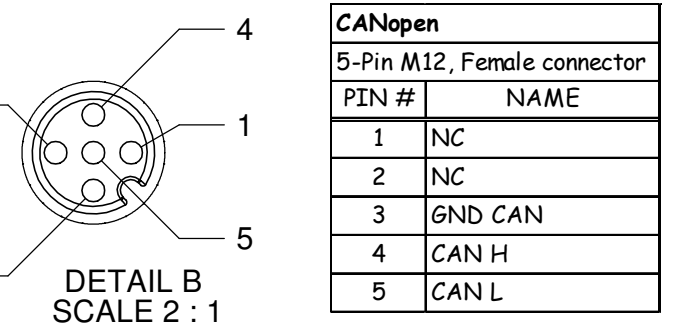 4
1
5
DETAIL B
SCALE 2 : 1
CANopen
5-Pin M12, Female connector
PIN # NAME
1 NC
2 NC
3 GND CAN
4 CAN H
5 CAN L